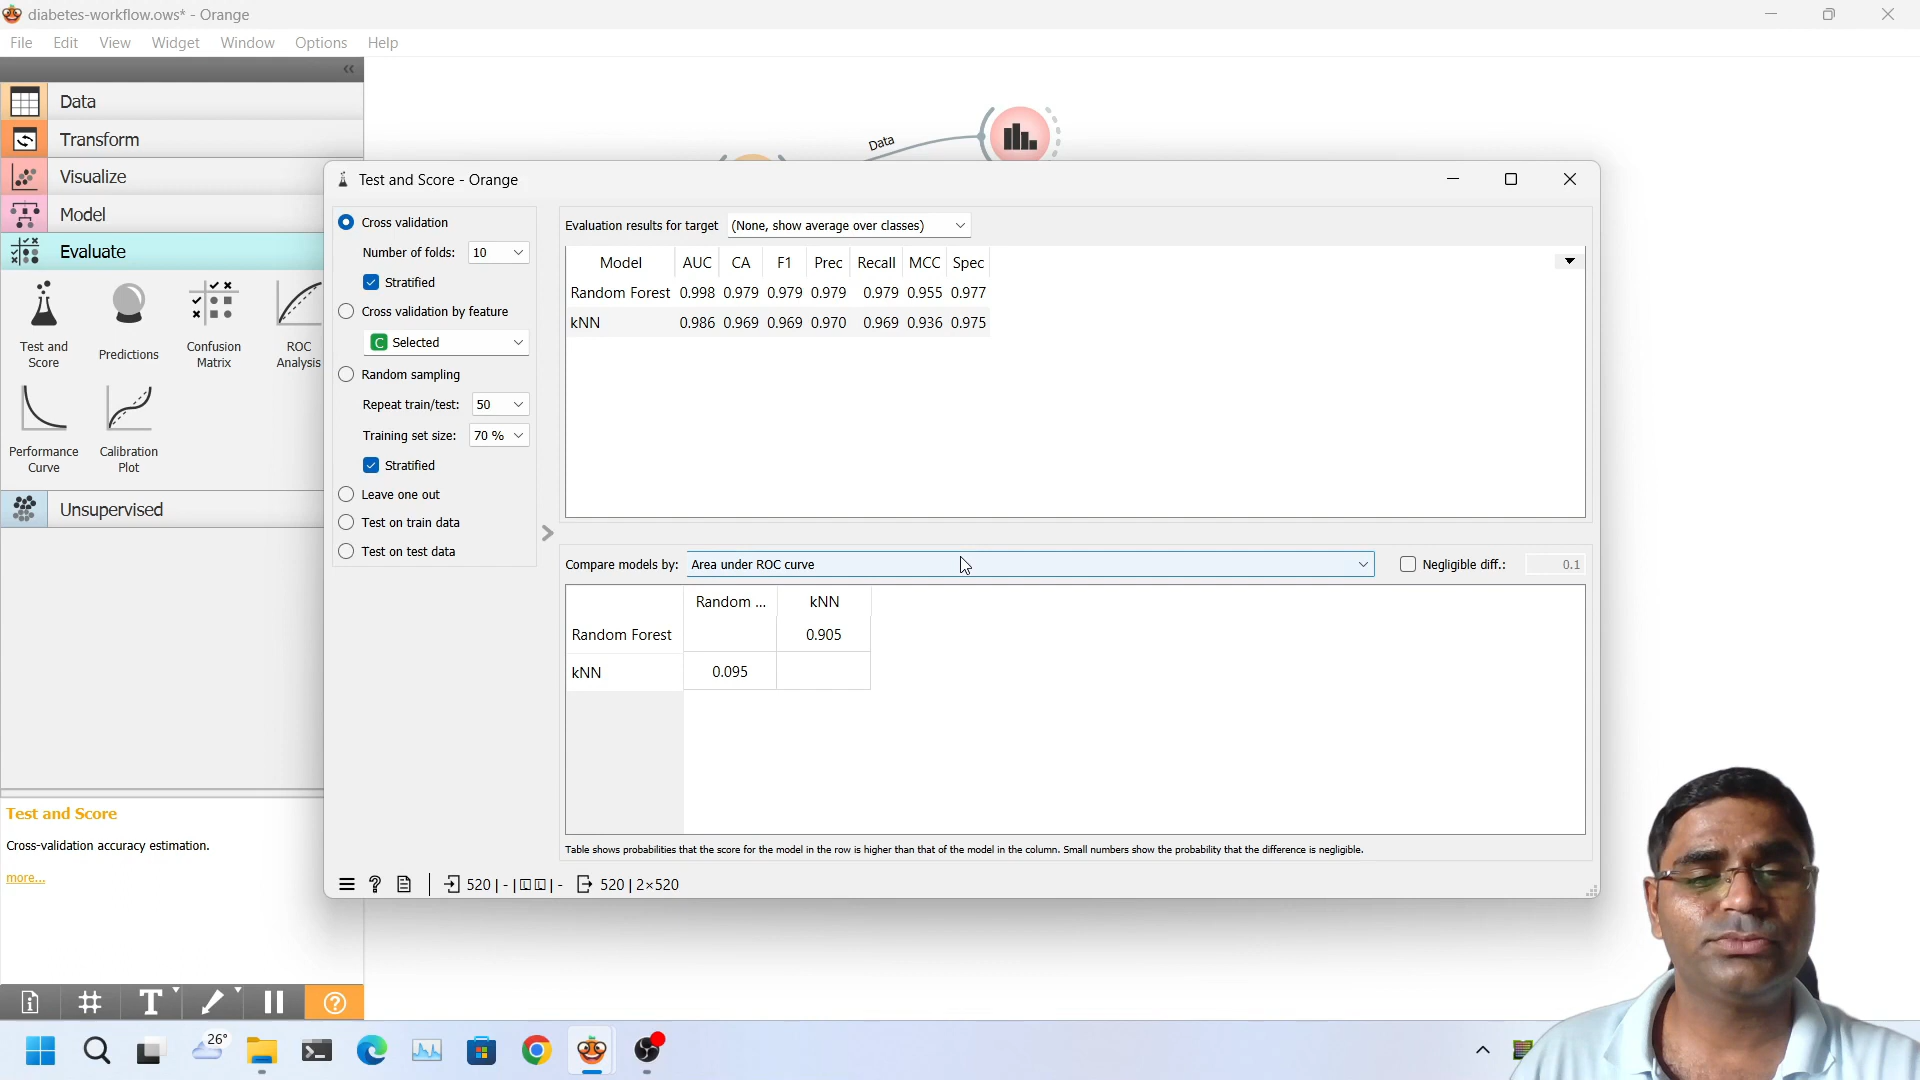 diabetes-workflow.ows* - Orange
File Edit View Widget Window Options Help
Data
Transform
Visualize
Model
Evaluate
Test and Score
Predictions
Confusion Matrix
ROC Analysis
Performance Curve
Calibration Plot
Unsupervised
Test and Score
Cross-validation accuracy estimation.
more...
Data
Test and Score - Orange
Cross validation
Number of folds: 10
Stratified
Cross validation by feature
C Selected
Random sampling
Repeat train/test: 50
Training set size: 70 %
Stratified
Leave one out
Test on train data
Test on test data
Evaluation results for target (None, show average over classes)
Model AUC CA F1 Prec Recall MCC Spec
Random Forest 0.998 0.979 0.979 0.979 0.979 0.955 0.977
kNN 0.986 0.969 0.969 0.970 0.969 0.936 0.975
Compare models by: Area under ROC curve Negligible diff.: 0.1
Random ... kNN
Random Forest 0.905
kNN 0.095
Table shows probabilities that the score for the model in the row is higher than that of the model in the column. Small numbers show the probability that the difference is negligible.
520 | - | - 520 | 2×520
26°